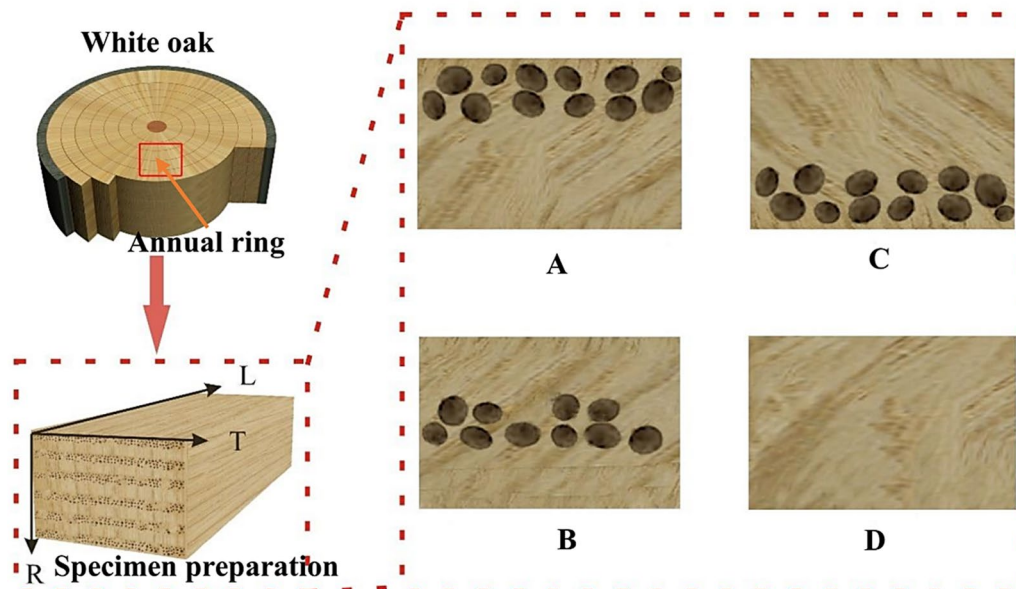 White oak
Annual ring
L
T
R
Specimen preparation
A
C
B
D